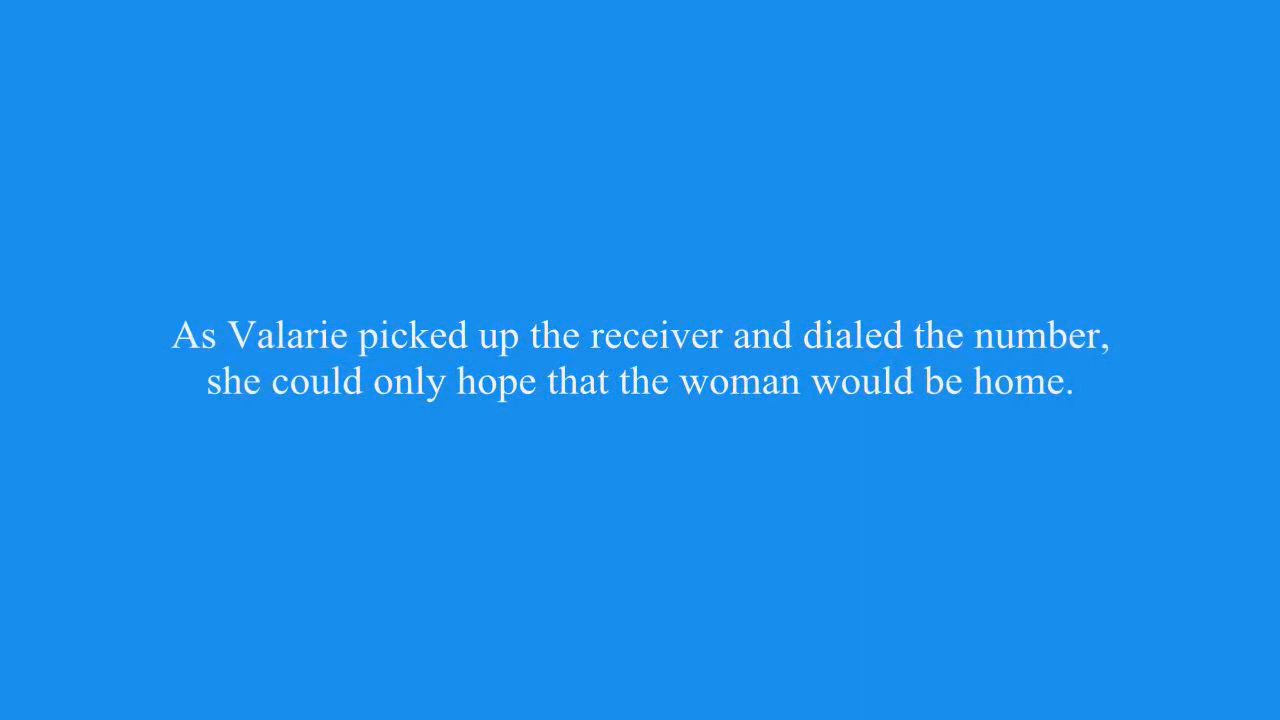 As Valarie picked up the receiver and dialed the number,
she could only hope that the woman would be home.